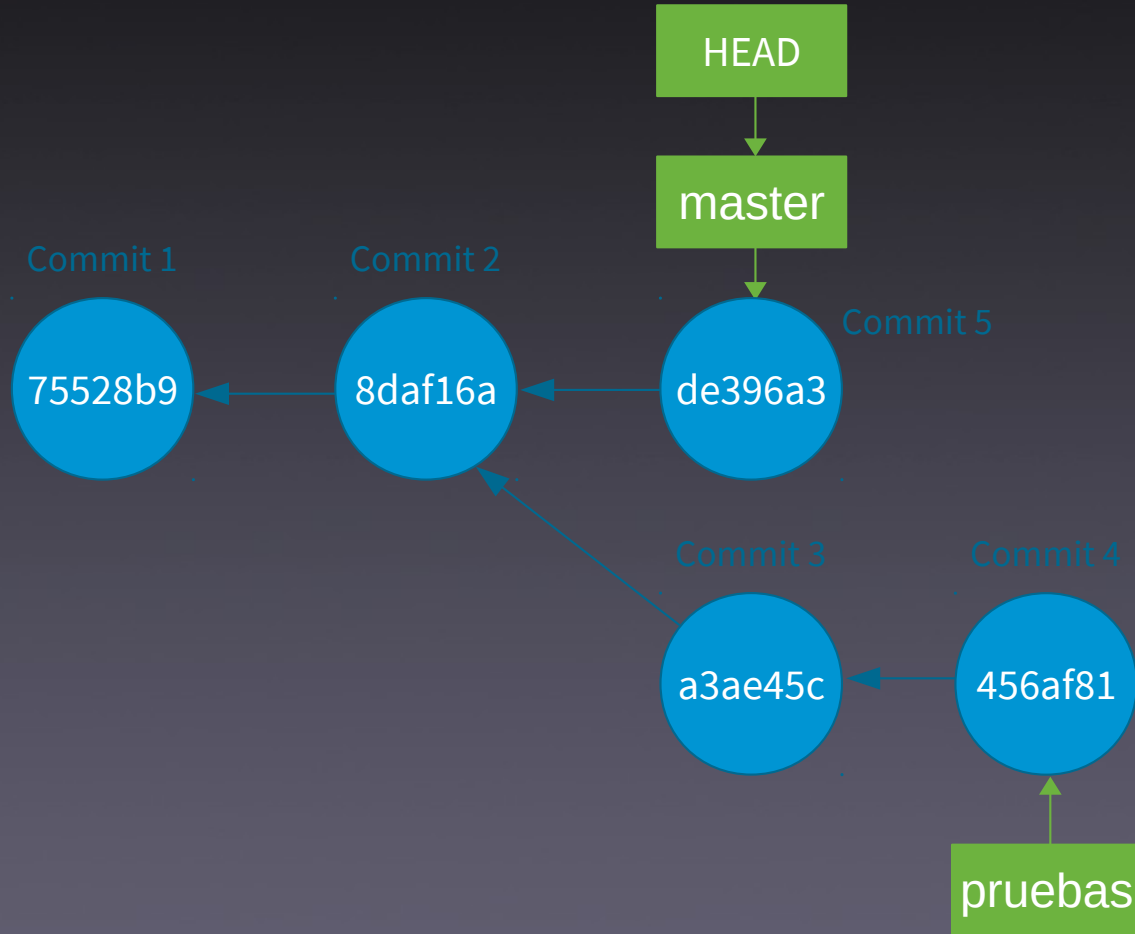 HEAD
master
Commit 1
Commit 2
Commit 5
75528b9
8daf16a
de396a3
Commit 3
Commit 4
a3ae45c
456af81
pruebas